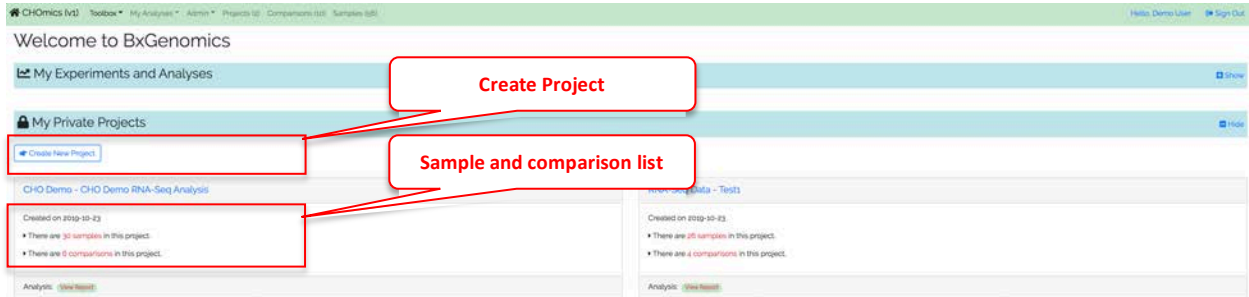 CHOmics (v1) Toolbox My Analyses Admin Projects (2) Comparisons (10) Samples (56) Hello, Demo User Sign Out
Welcome to BxGenomics
My Experiments and Analyses
Show
Create Project
My Private Projects
Hide
Create New Project
Sample and comparison list
CHO Demo - CHO Demo RNA-Seq Analysis
RNA-Seq Data - Test1
Created on 2019-10-23
There are 30 samples in this project.
There are 6 comparisons in this project.
Created on 2019-10-23
There are 26 samples in this project.
There are 4 comparisons in this project.
Analysis: View Report
Analysis: View Report